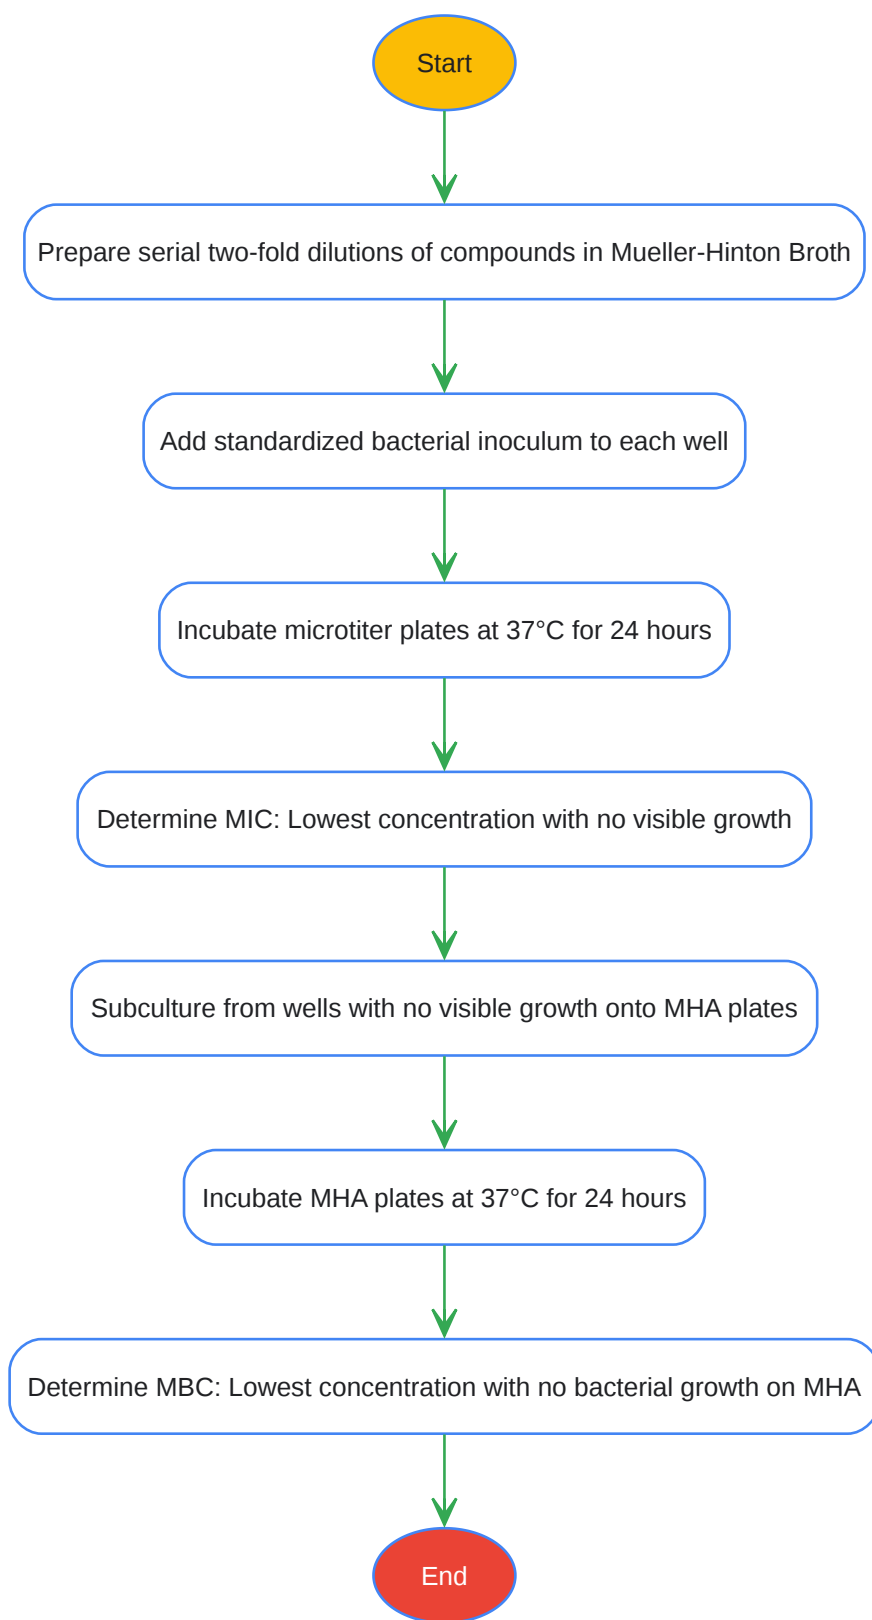 Start
Prepare serial two-fold dilutions of compounds in Mueller-Hinton Broth
Add standardized bacterial inoculum to each well
Incubate microtiter plates at 37°C for 24 hours
Determine MIC: Lowest concentration with no visible growth
Subculture from wells with no visible growth onto MHA plates
Incubate MHA plates at 37°C for 24 hours
Determine MBC: Lowest concentration with no bacterial growth on MHA
End